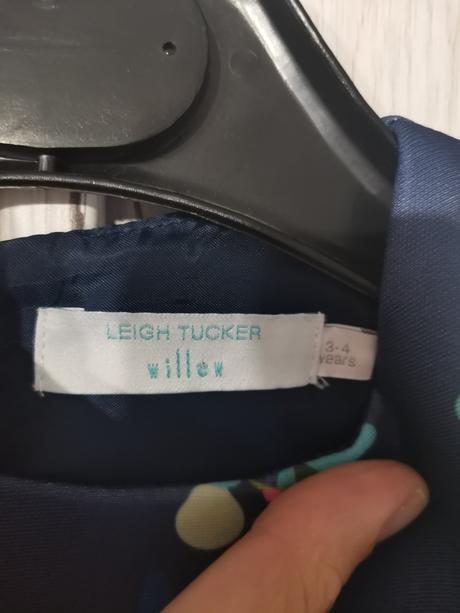 LEIGH TUCKER
willow
3-4
years